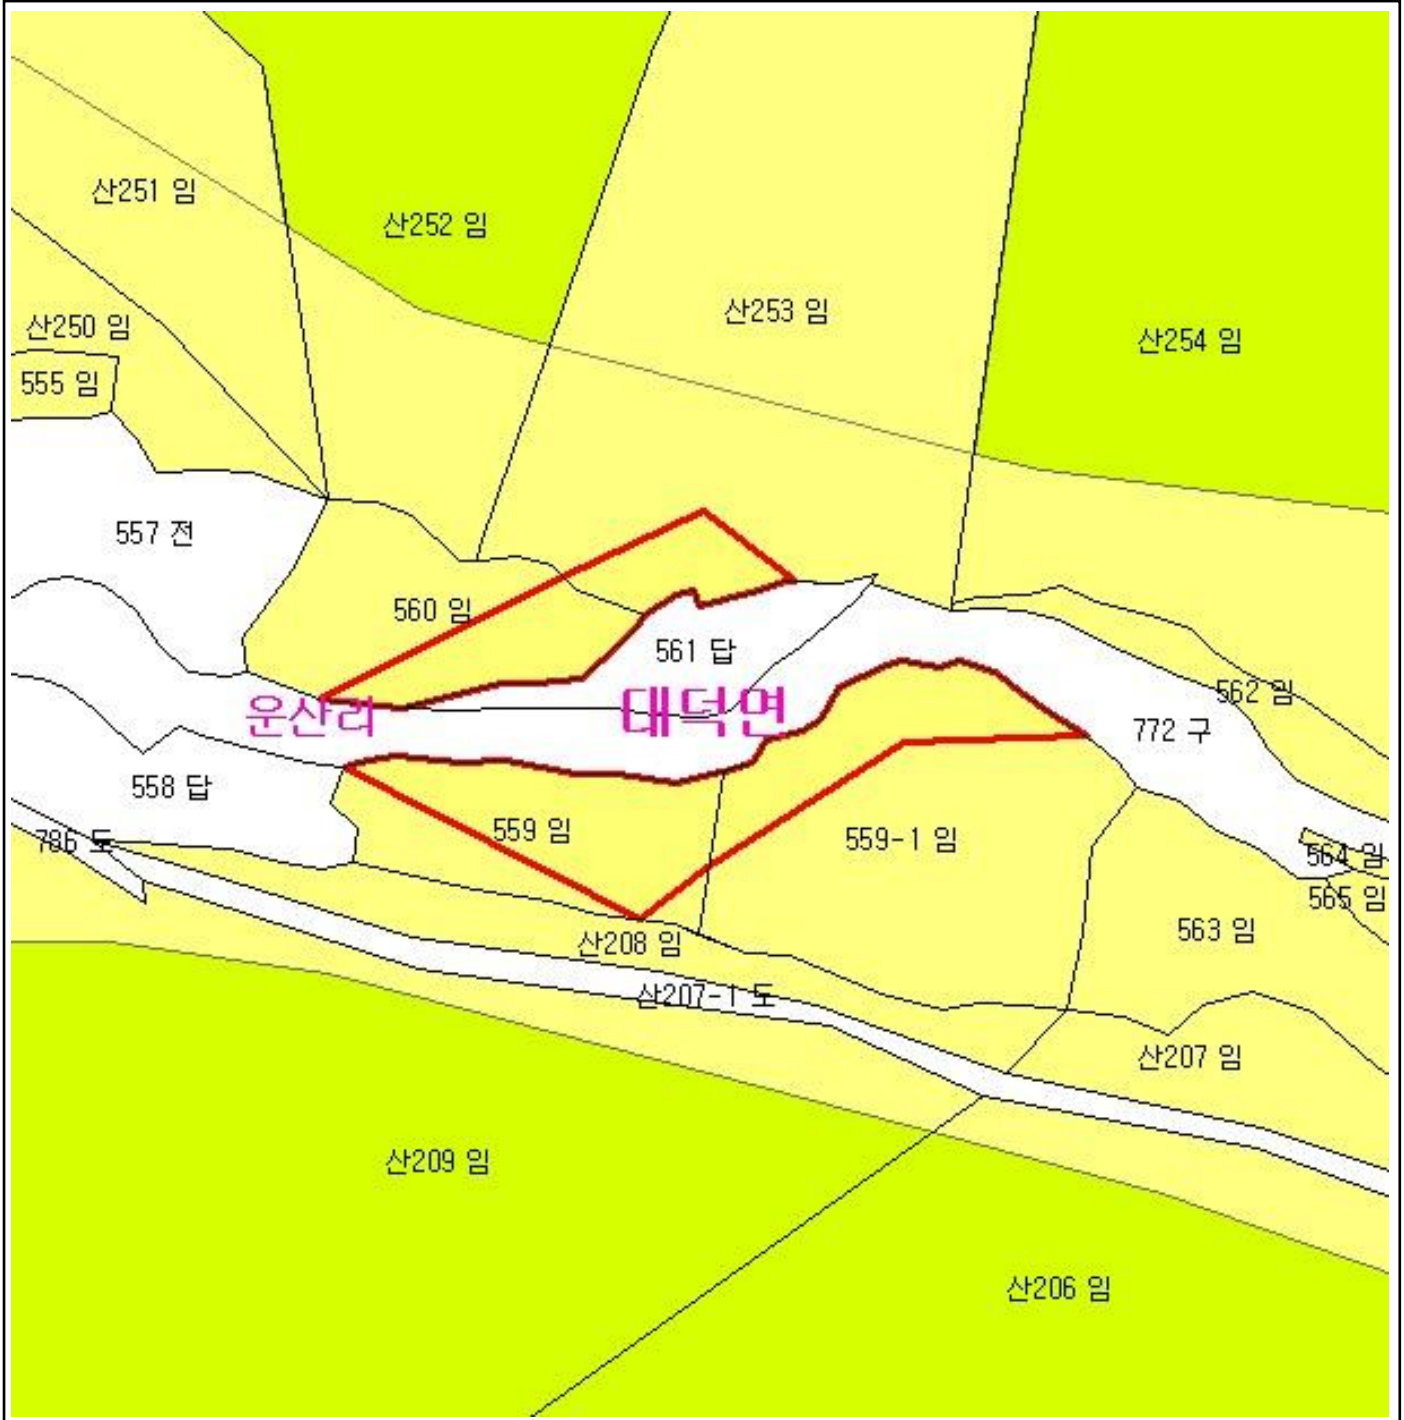 산251 임
산252 임
산253 임
산250 임
산254 임
555 임
557 전
560 임
561 답
562 임
운산리
대덕면
772 구
558 답
559 임
559-1 임
786 도
564 임
565 임
563 임
산208 임
산207-1 도
산207 임
산209 임
산206 임